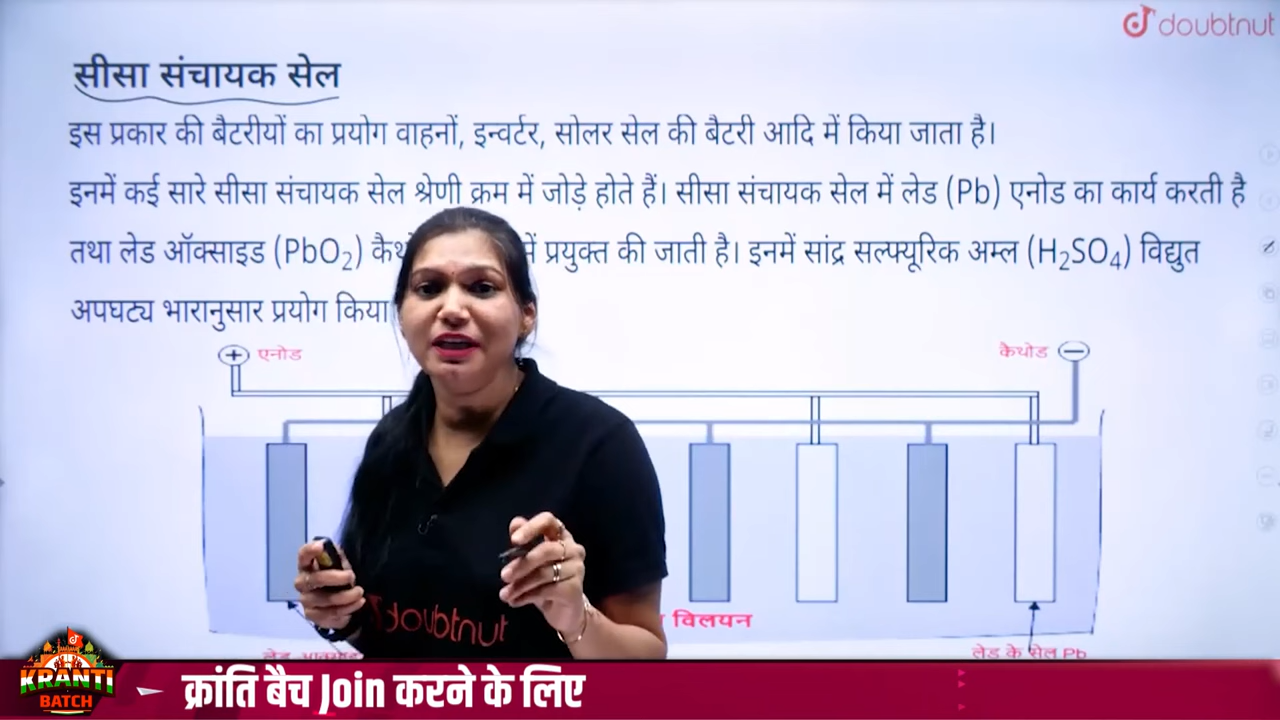 doubtnut
सीसा संचायक सेल
इस प्रकार की बैटरीयों का प्रयोग वाहनों, इन्वर्टर, सोलर सेल की बैटरी आदि में किया जाता है।
इनमें कई सारे सीसा संचायक सेल श्रेणी क्रम में जोड़े होते हैं। सीसा संचायक सेल में लेड (Pb) एनोड का कार्य करती है
तथा लेड ऑक्साइड (PbO₂) में प्रयुक्त की जाती है। इनमें सांद्र सल्फ्यूरिक अम्ल (H₂SO₄) विद्युत
अपघट्य भारानुसार प्रयोग किया
+ एनोड
कैथोड −
विलयन
doubtnut
लेड के सेल Pb
KRANTI
BATCH
क्रांति बैच Join करने के लिए